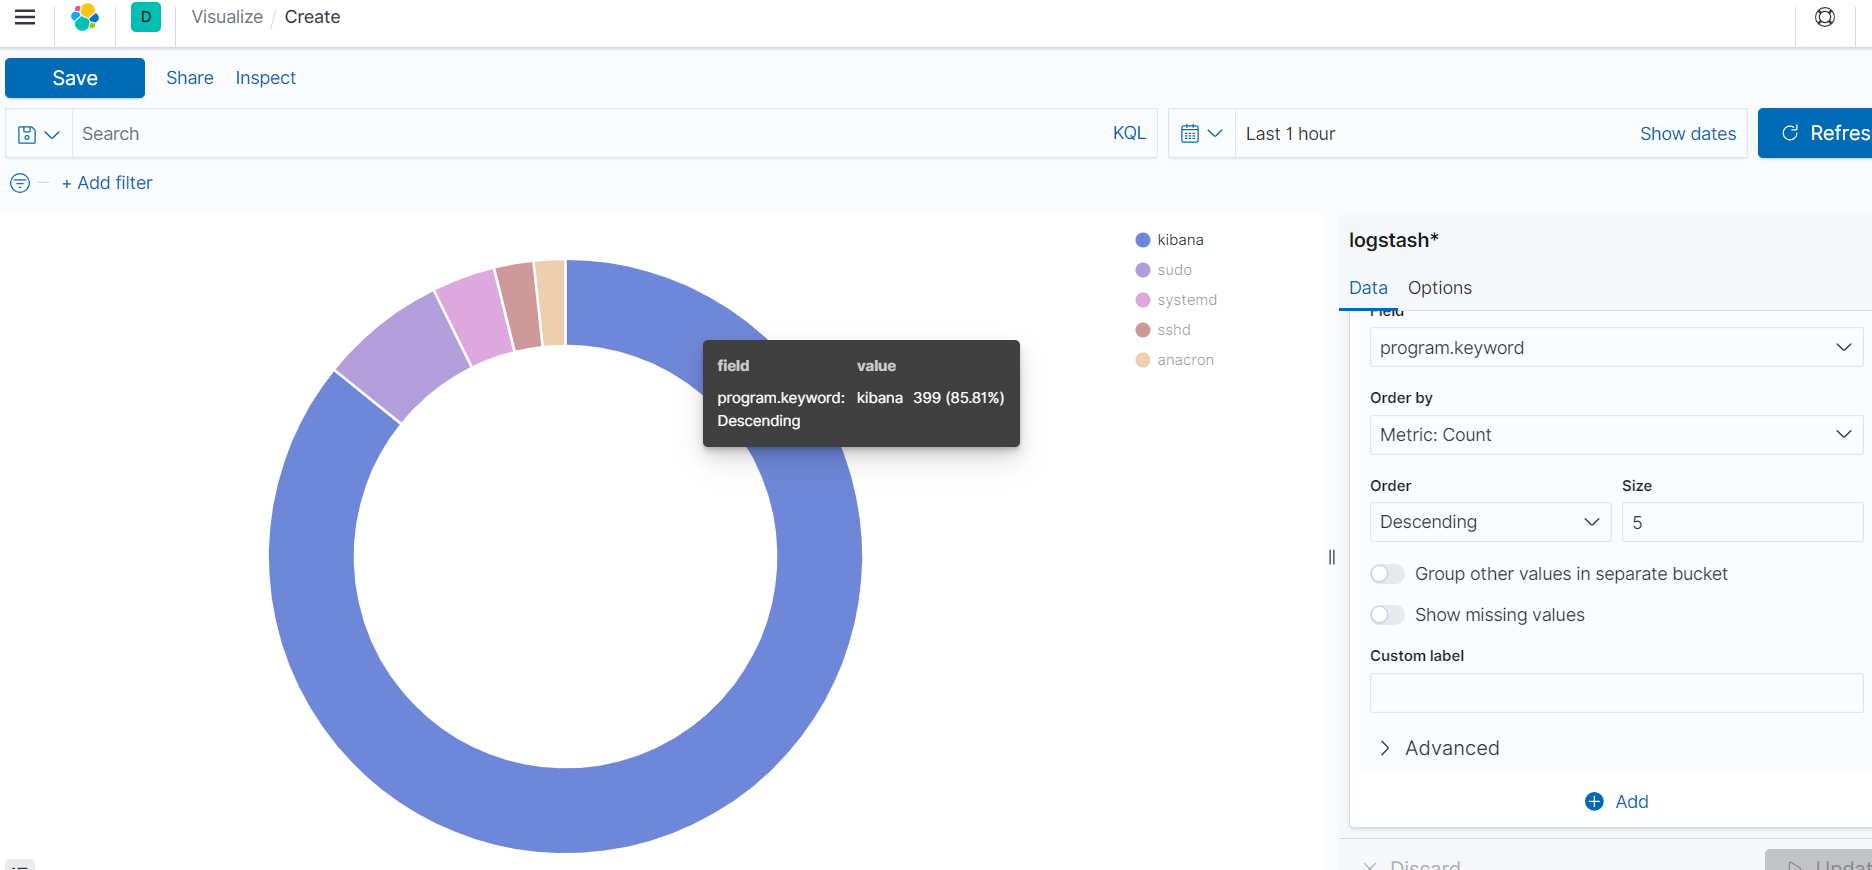 D Visualize / Create
Save Share Inspect
Search KQL Last 1 hour Show dates Refres
+ Add filter
kibana
sudo
systemd
sshd
anacron
field value
program.keyword: kibana 399 (85.81%)
Descending
logstash*
Data Options
Field
program.keyword
Order by
Metric: Count
Order Size
Descending 5
Group other values in separate bucket
Show missing values
Custom label
Advanced
Add
Discard Updat